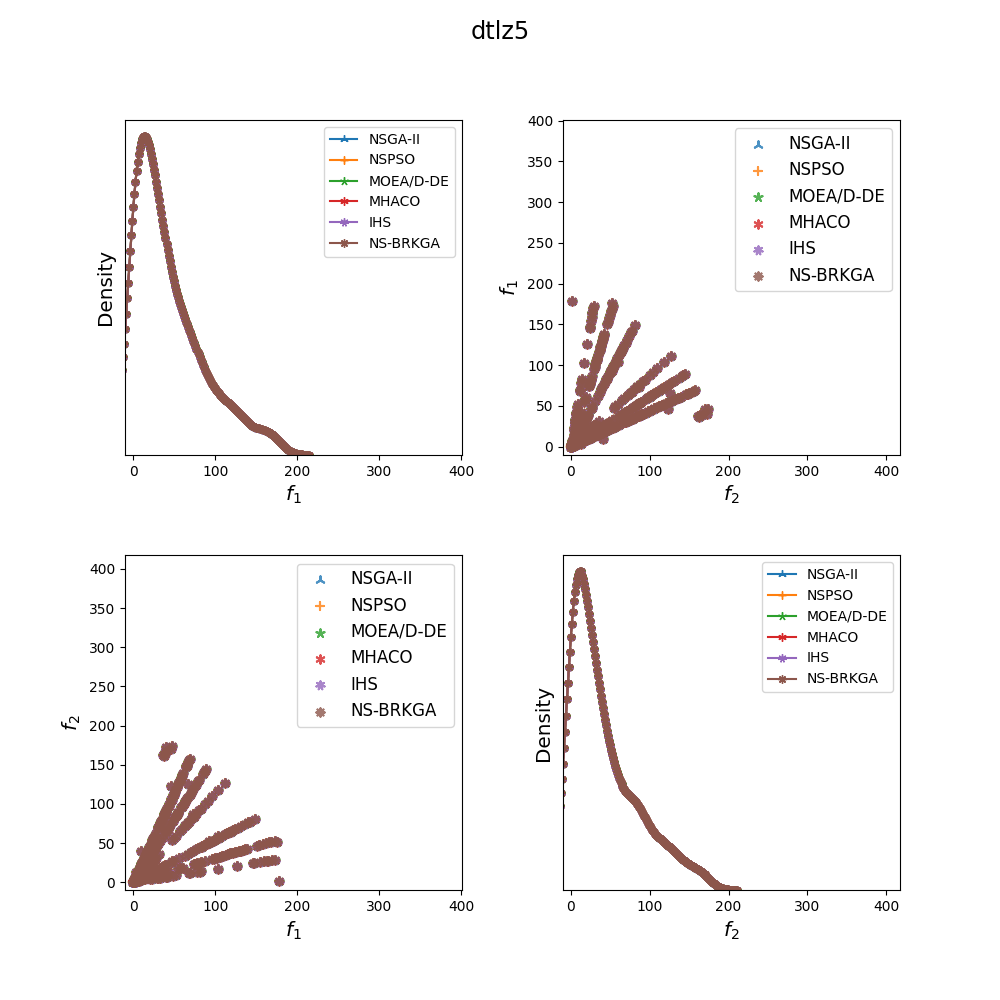 dtlz5
Density
NSGA-II
NSPSO
MOEA/D-DE
MHACO
IHS
NS-BRKGA
0
100
200
300
400
f1
f1
400
350
300
250
200
150
100
50
0
NSGA-II
NSPSO
MOEA/D-DE
MHACO
IHS
NS-BRKGA
0
100
200
300
400
f2
f2
400
350
300
250
200
150
100
50
0
NSGA-II
NSPSO
MOEA/D-DE
MHACO
IHS
NS-BRKGA
0
100
200
300
400
f1
Density
NSGA-II
NSPSO
MOEA/D-DE
MHACO
IHS
NS-BRKGA
0
100
200
300
400
f2